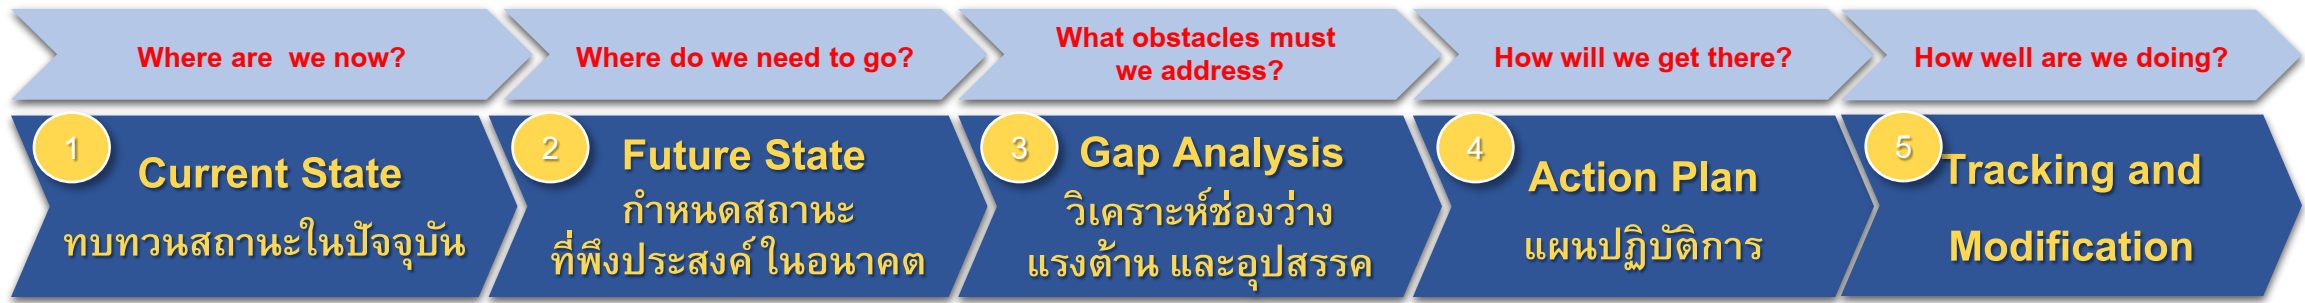 Where are  we now?
Where do we need to go?
What obstacles must
we address?
How will we get there?
How well are we doing?
1
Current State
ทบทวนสถานะในปัจจุบัน
2
Future State
กำหนดสถานะ
ที่พึงประสงค์ ในอนาคต
3
Gap Analysis
วิเคราะห์ช่องว่าง
แรงต้าน และอุปสรรค
4
Action Plan
แผนปฏิบัติการ
5
Tracking and
Modification